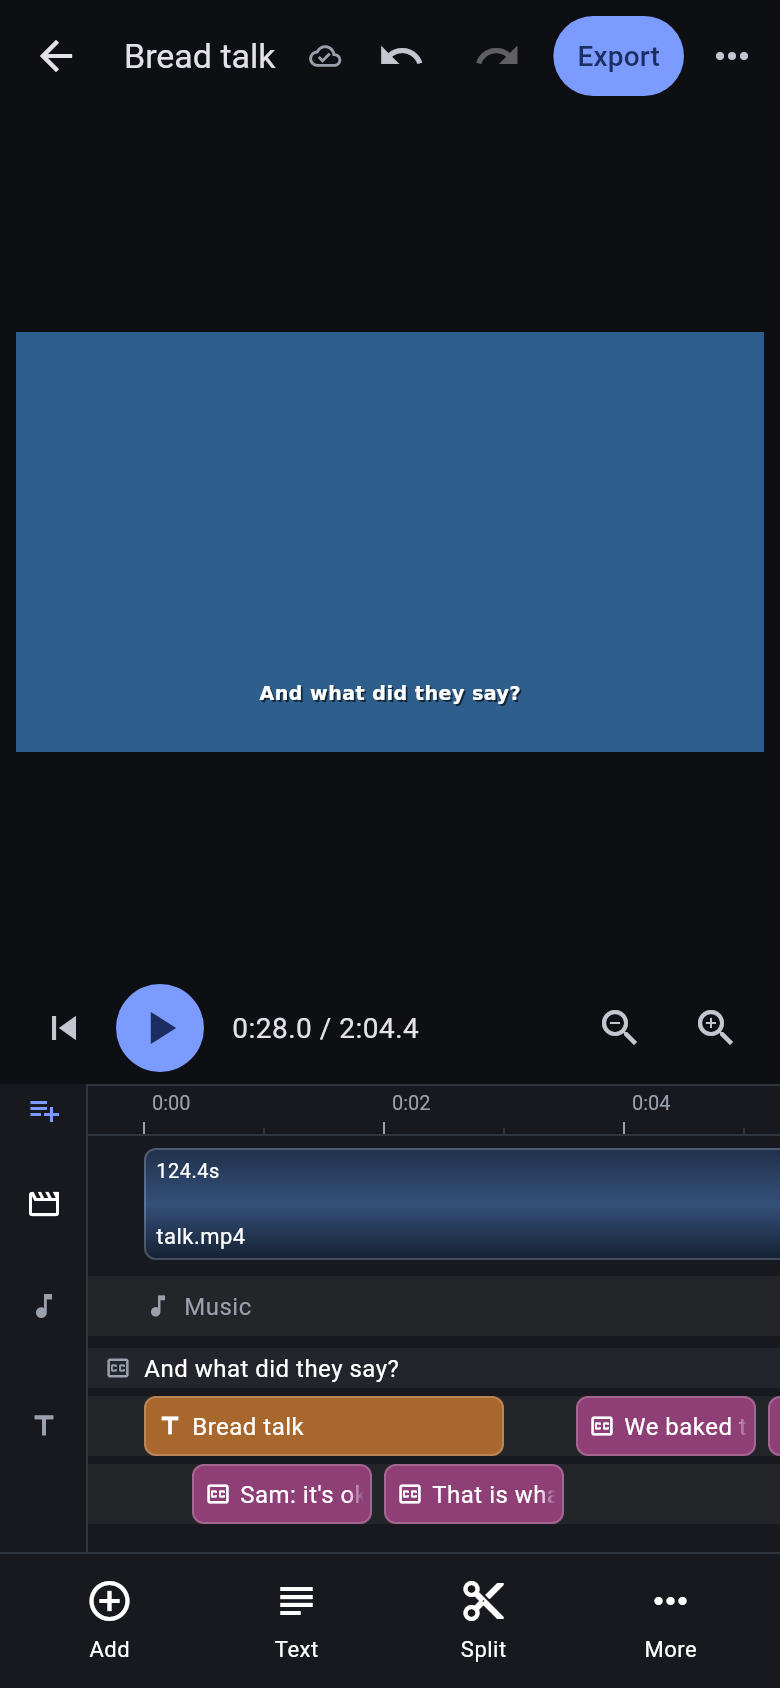 Bread talk
Export
And what did they say?
0:28.0 / 2:04.4
0:00 0:02 0:04
124.4s
talk.mp4
Music
And what did they say?
Bread talk
We baked
Sam: it's
That is
Add Text Split More